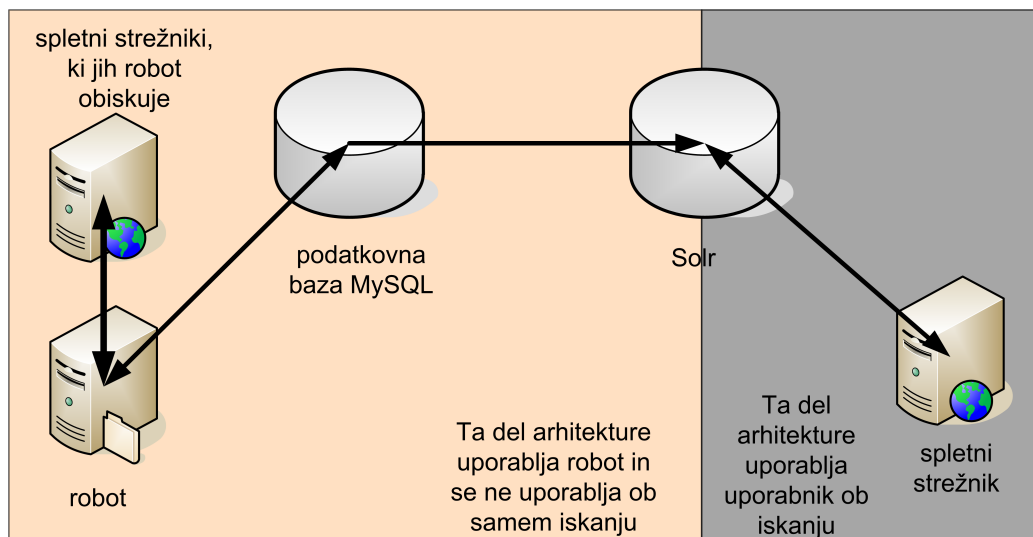 spletni strežniki,
ki jih robot
obiskuje
podatkovna
baza MySQL
Solr
robot
Ta del arhitekture
uporablja robot in
se ne uporablja ob
samem iskanju
Ta del
arhitekture
uporablja
uporabnik ob
iskanju
spletni
strežnik